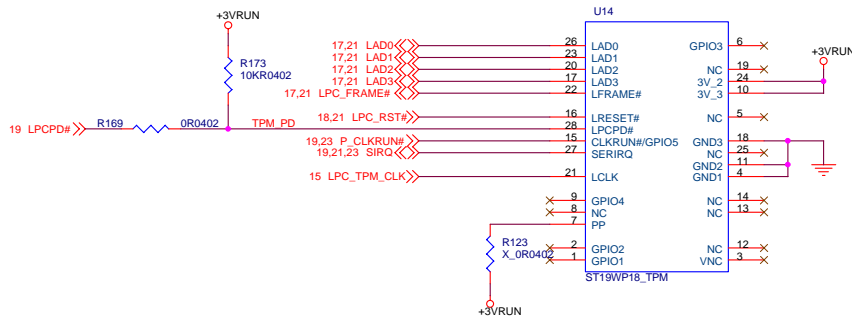 U14
+3VRUN
R173
10KR0402
19 LPCPD#
R169
0R0402
TPM_PD
17,21 LAD0
17,21 LAD1
17,21 LAD2
17,21 LAD3
17,21 LPC_FRAME#
18,21 LPC_RST#
19,23 P_CLKRUN#
19,21,23 SIRQ
15 LPC_TPM_CLK
26 LAD0
23 LAD1
20 LAD2
17 LAD3
22 LFRAME#
16 LRESET#
28 LPCPD#
15 CLKRUN#/GPIO5
27 SERIRQ
21 LCLK
9 GPIO4
8 NC
7 PP
2 GPIO2
1 GPIO1
GPIO3 6
NC 19
3V_2 24
3V_3 10
NC 5
GND3 18
NC 25
GND2 11
GND1 4
NC 14
NC 13
NC 12
VNC 3
+3VRUN
R123
X_0R0402
+3VRUN
ST19WP18_TPM